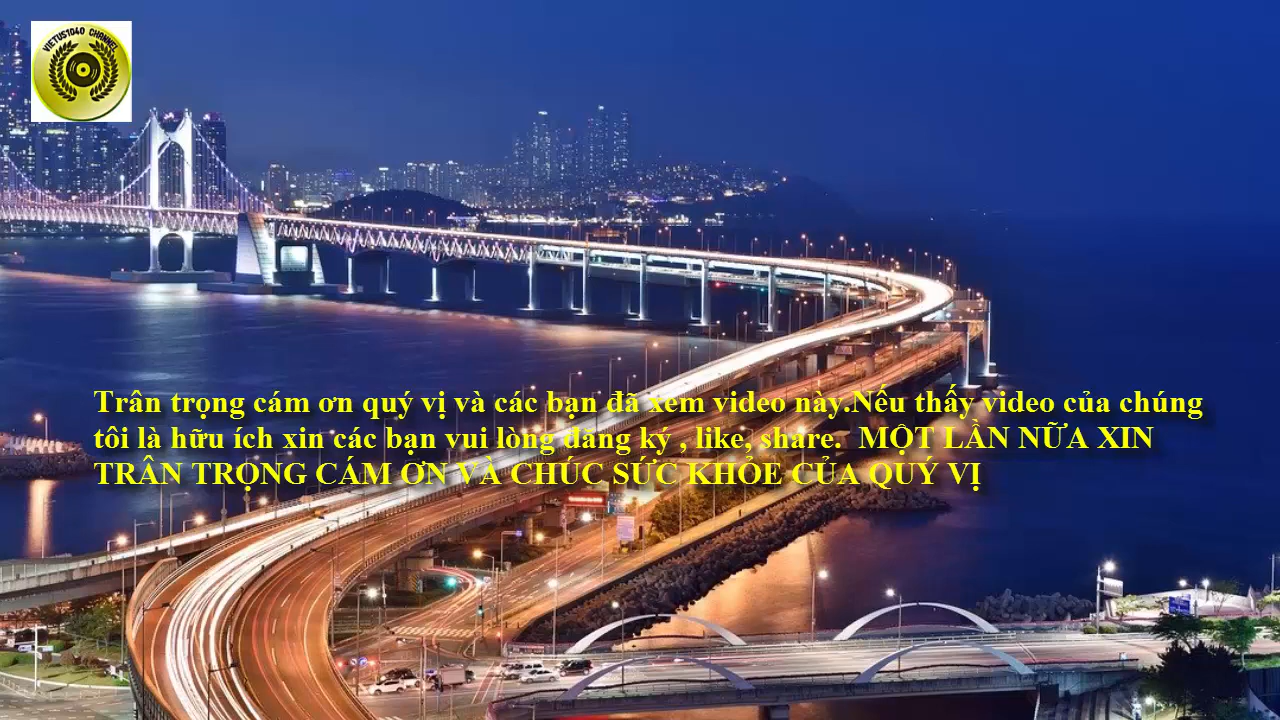 VIETUS1040 CHANNEL
Trân trọng cám ơn quý vị và các bạn đã xem video này.Nếu thấy video của chúng
tôi là hữu ích xin các bạn vui lòng đăng ký , like, share.  MỘT LẦN NỮA XIN
TRÂN TRỌNG CÁM ƠN VÀ CHÚC SỨC KHỎE CỦA QUÝ VỊ